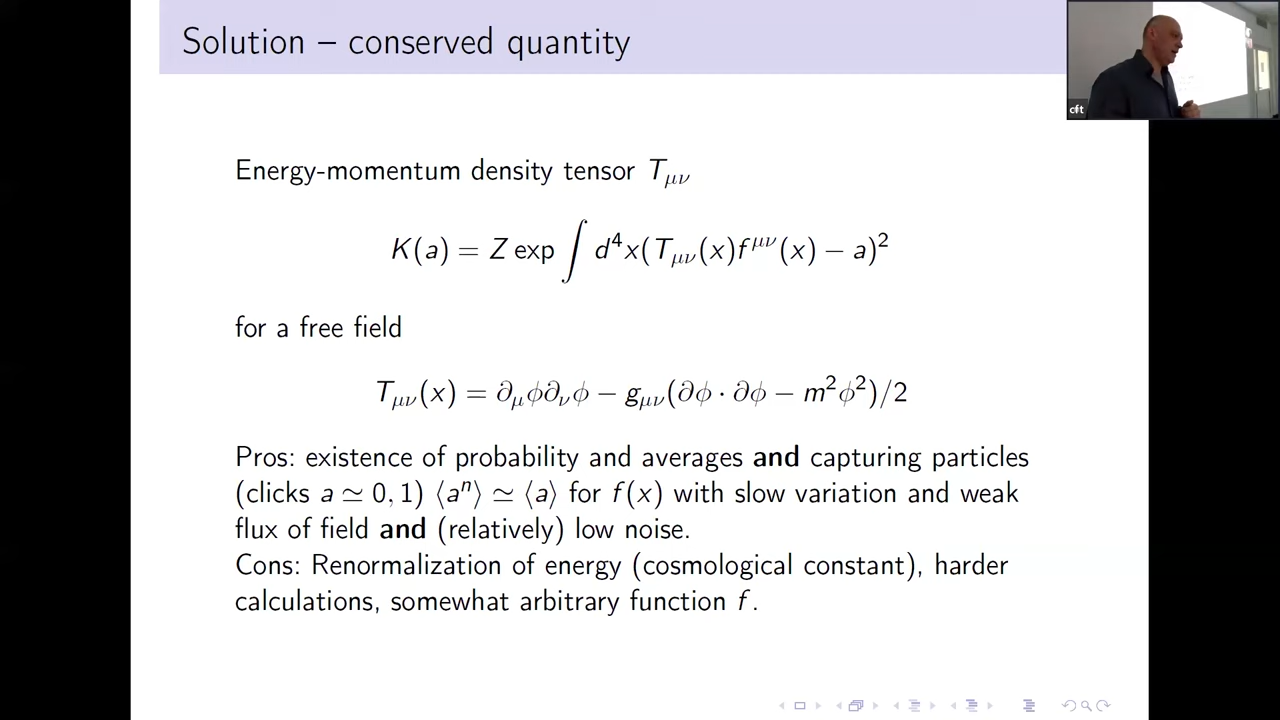 Solution – conserved quantity
cft
Energy-momentum density tensor T_{μν}
K(a) = Z exp ∫ d⁴x(T_{μν}(x)f^{μν}(x) − a)²
for a free field
T_{μν}(x) = ∂_μϕ∂_νϕ − g_{μν}(∂ϕ · ∂ϕ − m²ϕ²)/2
Pros: existence of probability and averages and capturing particles
(clicks a ≃ 0, 1) ⟨aⁿ⟩ ≃ ⟨a⟩ for f(x) with slow variation and weak
flux of field and (relatively) low noise.
Cons: Renormalization of energy (cosmological constant), harder
calculations, somewhat arbitrary function f.